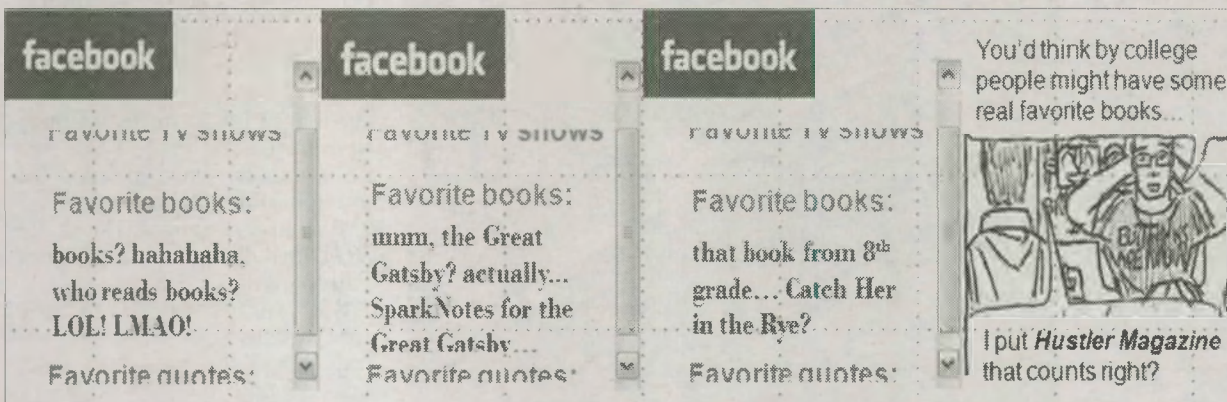 facebook
Favorite TV shows
Favorite books:
books? hahahaha.
who reads books?
LOL! LMAO!
Favorite quotes:
facebook
Favorite TV shows
Favorite books:
umm, the Great
Gatsby? actually...
SparkNotes for the
Great Gatsby...
Favorite quotes:
facebook
Favorite TV shows
Favorite books:
that book from 8th
grade... Catch Her
in the Rye?
Favorite quotes:
You'd think by college
people might have some
real favorite books...
I put Hustler Magazine
that counts right?